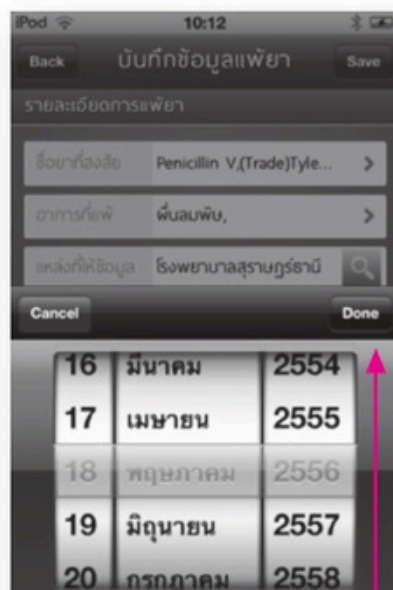 iPod 10:12
Back บันทึกข้อมูลแพ้ยา Save
รายละเอียดการแพ้ยา
ชื่อยาที่สงสัย Penicillin V,(Trade)Tyle...
อาการที่แพ้ ผื่นลมพิษ,
แหล่งที่ให้ข้อมูล โรงพยาบาลสุราษฎร์ธานี
Cancel Done
16 มีนาคม 2554
17 เมษายน 2555
18 พฤษภาคม 2556
19 มิถุนายน 2557
20 กรกฎาคม 2558